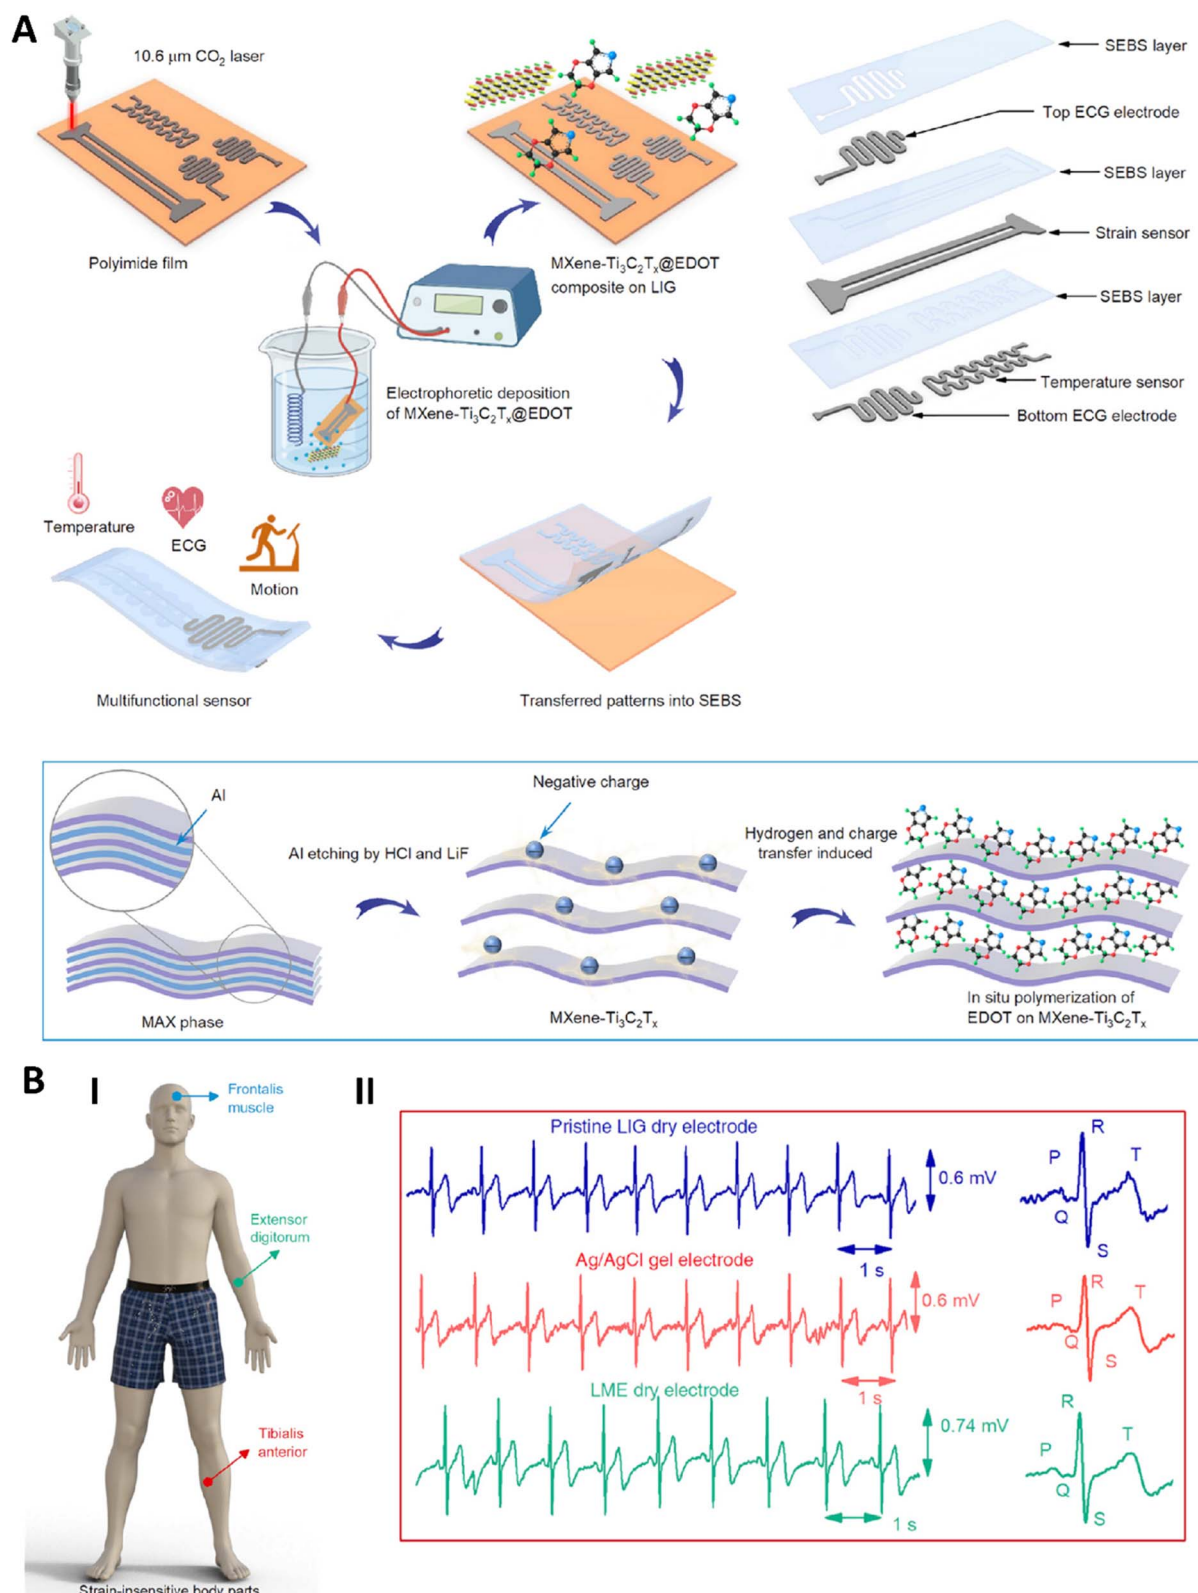 A
10.6 μm CO₂ laser
Polyimide film
MXene-Ti₃C₂Tₓ@EDOT
composite on LIG
SEBS layer
Top ECG electrode
SEBS layer
Strain sensor
SEBS layer
Temperature sensor
Bottom ECG electrode
Electrophoretic deposition
of MXene-Ti₃C₂Tₓ@EDOT
Temperature
ECG
Motion
Multifunctional sensor
Transferred patterns into SEBS
Al
Al etching by HCl and LiF
Negative charge
Hydrogen and charge
transfer induced
MAX phase
MXene-Ti₃C₂Tₓ
In situ polymerization of
EDOT on MXene-Ti₃C₂Tₓ
B
I
Frontalis
muscle
Extensor
digitorum
Tibialis
anterior
Strain-insensitive body parts
II
Pristine LIG dry electrode
0.6 mV
1 s
P
Q
R
S
T
Ag/AgCl gel electrode
0.6 mV
1 s
P
Q
R
S
T
LME dry electrode
0.74 mV
1 s
P
Q
R
S
T